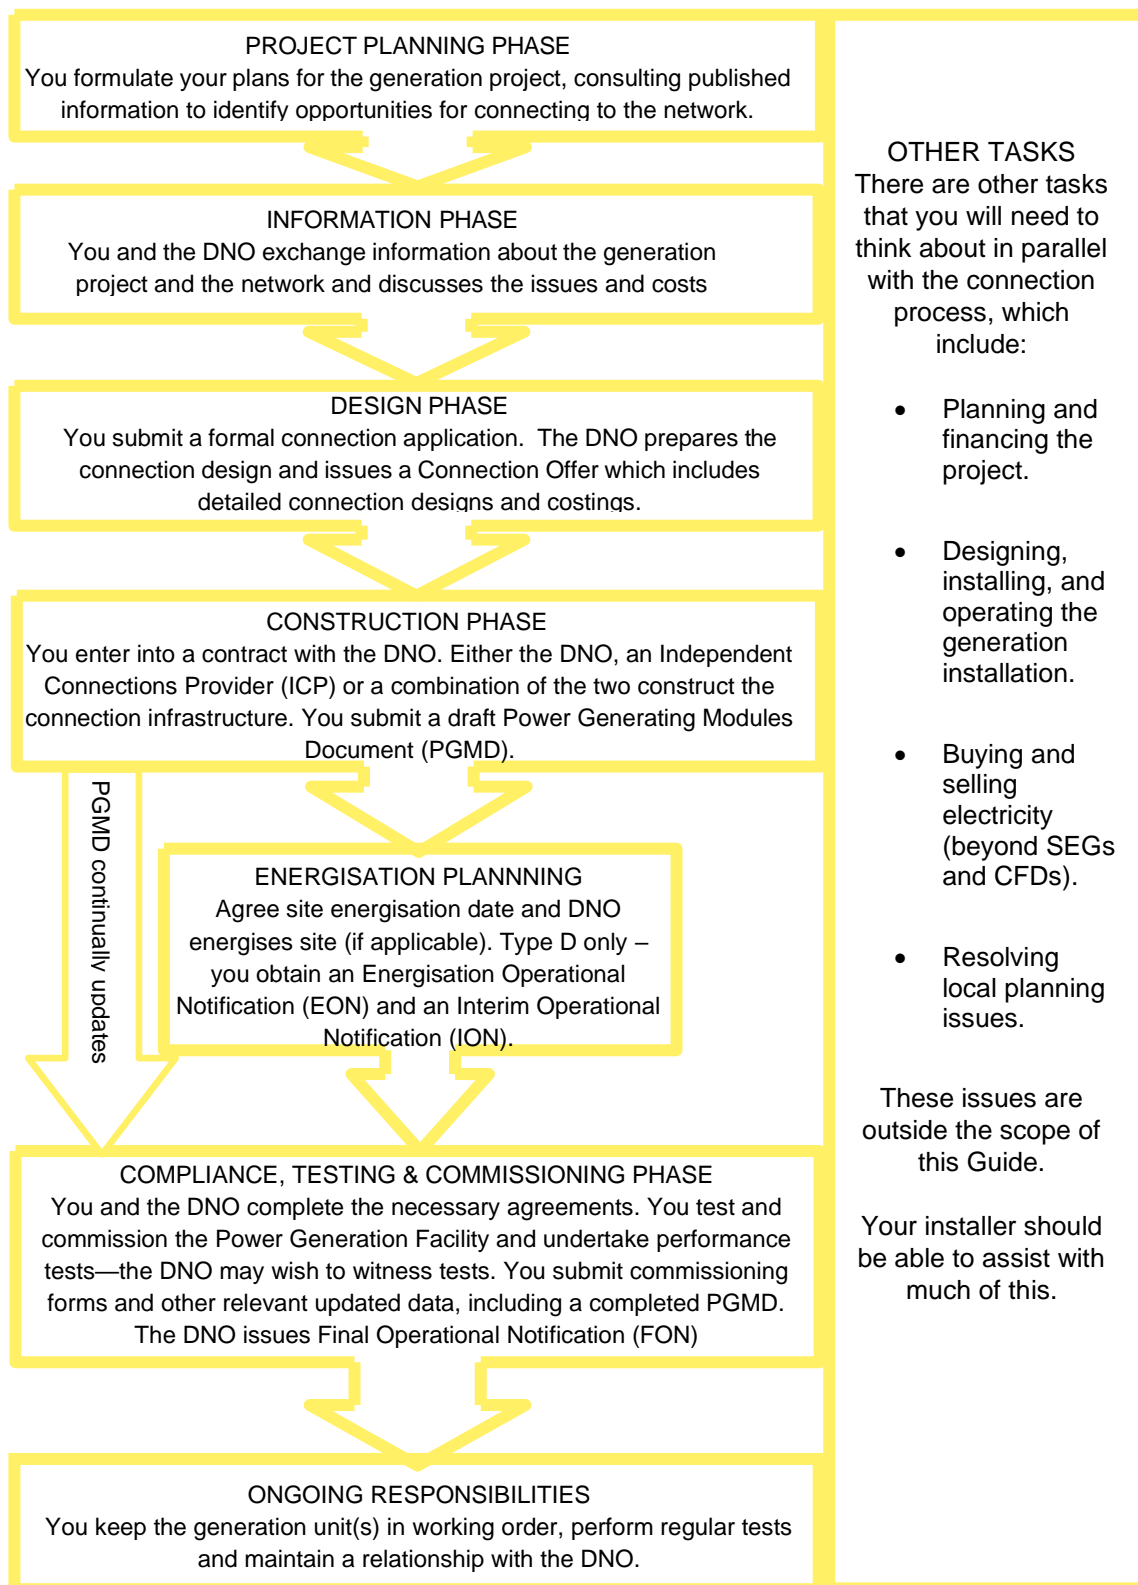 PROJECT PLANNING PHASE
You formulate your plans for the generation project, consulting published
information to identify opportunities for connecting to the network.
INFORMATION PHASE
You and the DNO exchange information about the generation
project and the network and discusses the issues and costs
DESIGN PHASE
You submit a formal connection application. The DNO prepares the
connection design and issues a Connection Offer which includes
detailed connection designs and costings.
CONSTRUCTION PHASE
You enter into a contract with the DNO. Either the DNO, an Independent
Connections Provider (ICP) or a combination of the two construct the
connection infrastructure. You submit a draft Power Generating Modules
Document (PGMD).
PGMD continually updates
ENERGISATION PLANNNING
Agree site energisation date and DNO
energises site (if applicable). Type D only –
you obtain an Energisation Operational
Notification (EON) and an Interim Operational
Notification (ION).
COMPLIANCE, TESTING & COMMISSIONING PHASE
You and the DNO complete the necessary agreements. You test and
commission the Power Generation Facility and undertake performance
tests—the DNO may wish to witness tests. You submit commissioning
forms and other relevant updated data, including a completed PGMD.
The DNO issues Final Operational Notification (FON)
ONGOING RESPONSIBILITIES
You keep the generation unit(s) in working order, perform regular tests
and maintain a relationship with the DNO.
OTHER TASKS
There are other tasks
that you will need to
think about in parallel
with the connection
process, which
include:
• Planning and
financing the
project.
• Designing,
installing, and
operating the
generation
installation.
• Buying and
selling
electricity
(beyond SEGs
and CFDs).
• Resolving
local planning
issues.
These issues are
outside the scope of
this Guide.
Your installer should
be able to assist with
much of this.